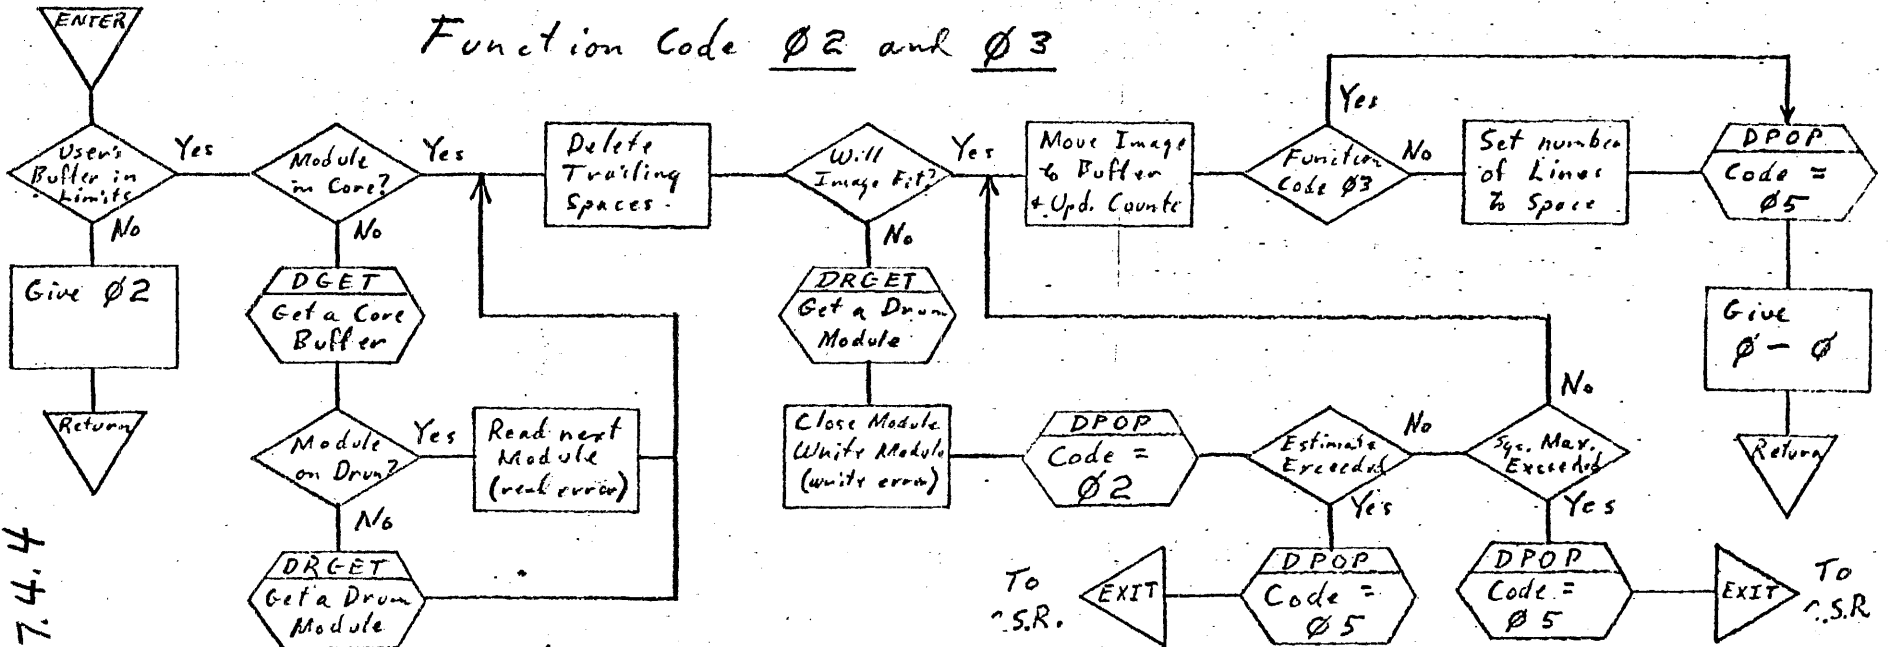 Function Code Ø2 and Ø3
ENTER
User's
Buffer in
Limits
Yes
No
Give Ø2
Return
Module
in Core?
Yes
No
DGET
Get a Core
Buffer
Module
on Drum?
Yes
No
Read next
Module
(read error)
DRGET
Get a Drum
Module
Delete
Trailing
Spaces
Will
Image Fit?
Yes
No
DRGET
Get a Drum
Module
Close Module
Write Module
(write error)
DPOP
Code =
Ø2
Estimate
Exceeded
No
Yes
DPOP
Code =
Ø5
EXIT
To
.S.R.
Sys. Max.
Exceeded
No
Yes
DPOP
Code =
Ø5
EXIT
To
.S.R
Move Image
to Buffer
+ Upd. Counts
Function
Code Ø3
Yes
No
Set number
of Lines
to Space
DPOP
Code =
Ø5
Give
Ø - Ø
Return
7.4.4